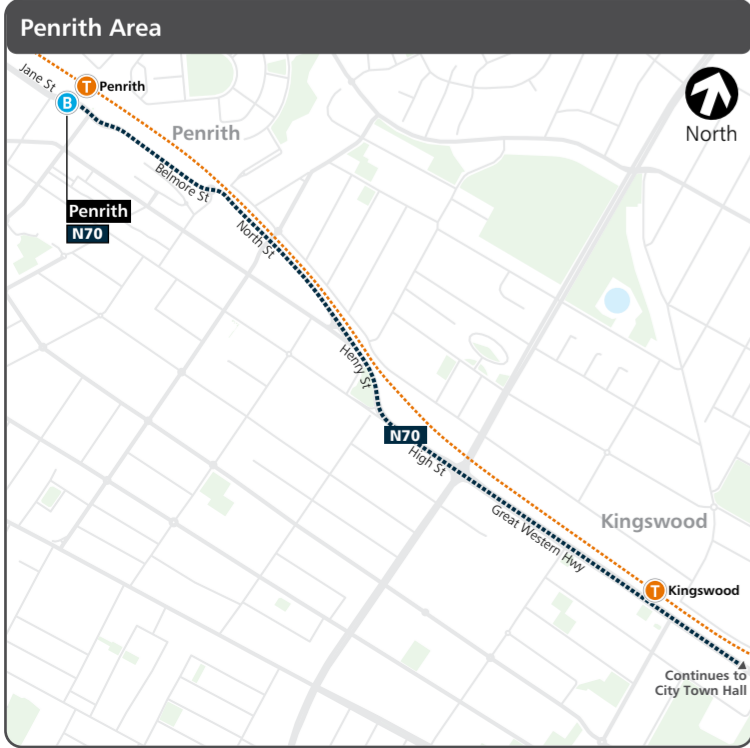 Penrith Area
Jane St
T
Penrith
B
North
Penrith
Belmore St
Penrith
N70
North St
Henry St
N70
High St
Great Western Hwy
Kingswood
T
Kingswood
Continues to
City Town Hall